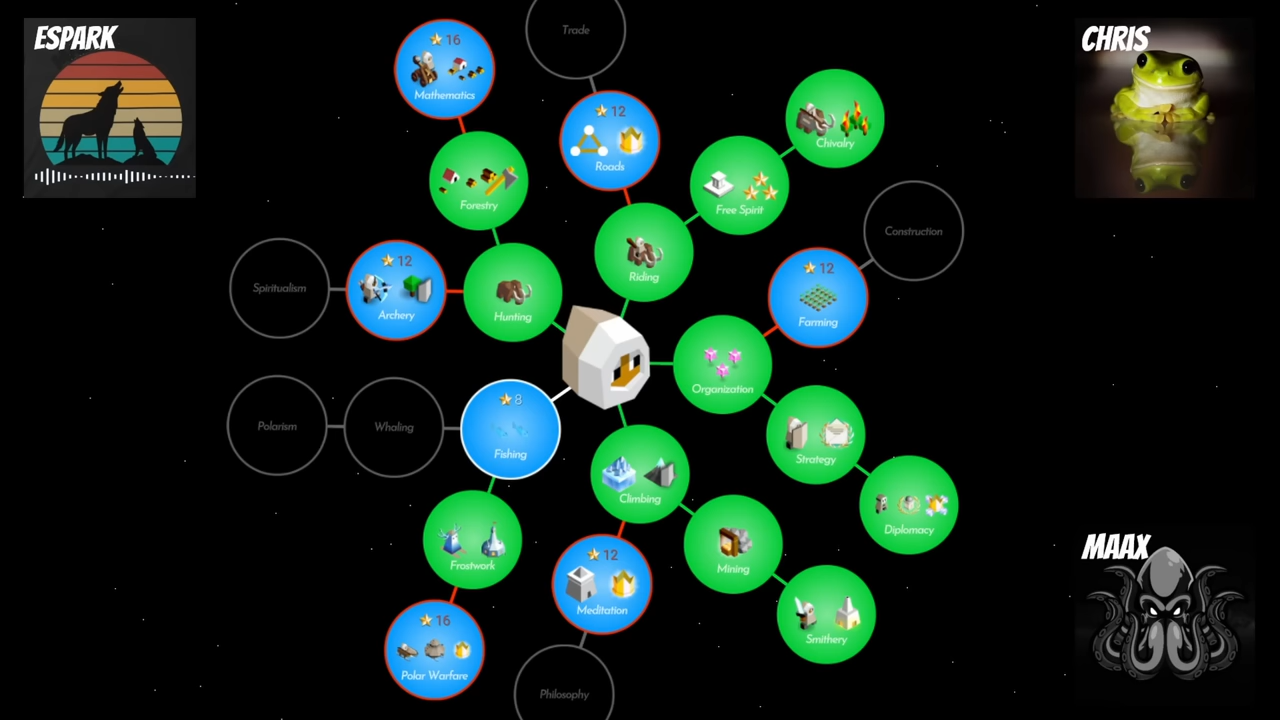 ESPARK
CHRIS
MAAX
Trade
16
Mathematics
12
Roads
Chivalry
Forestry
Free Spirit
Construction
Spiritualism
12
Archery
Hunting
Riding
12
Farming
Organization
Polarism
Whaling
8
Fishing
Strategy
Climbing
Diplomacy
Frostwork
12
Meditation
Mining
Smithery
16
Polar Warfare
Philosophy